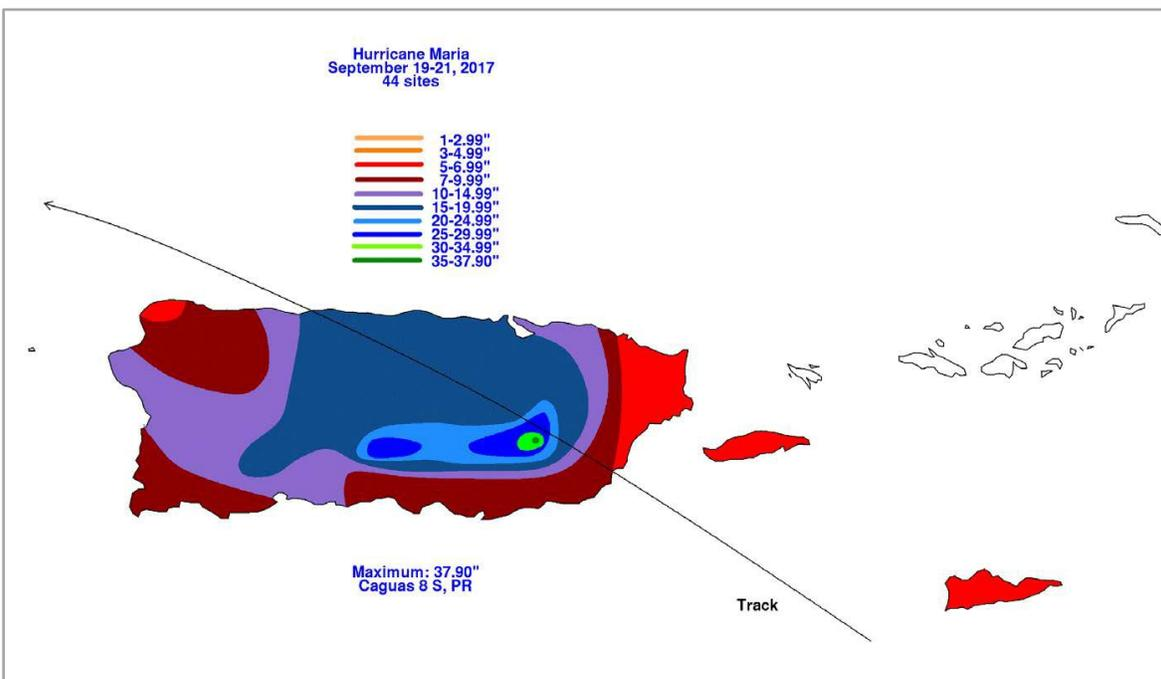 Hurricane Maria
September 19-21, 2017
44 sites
1-2.99"
3-4.99"
5-6.99"
7-9.99"
10-14.99"
15-19.99"
20-24.99"
25-29.99"
30-34.99"
35-37.90"
Maximum: 37.90"
Caguas 8 S, PR
Track